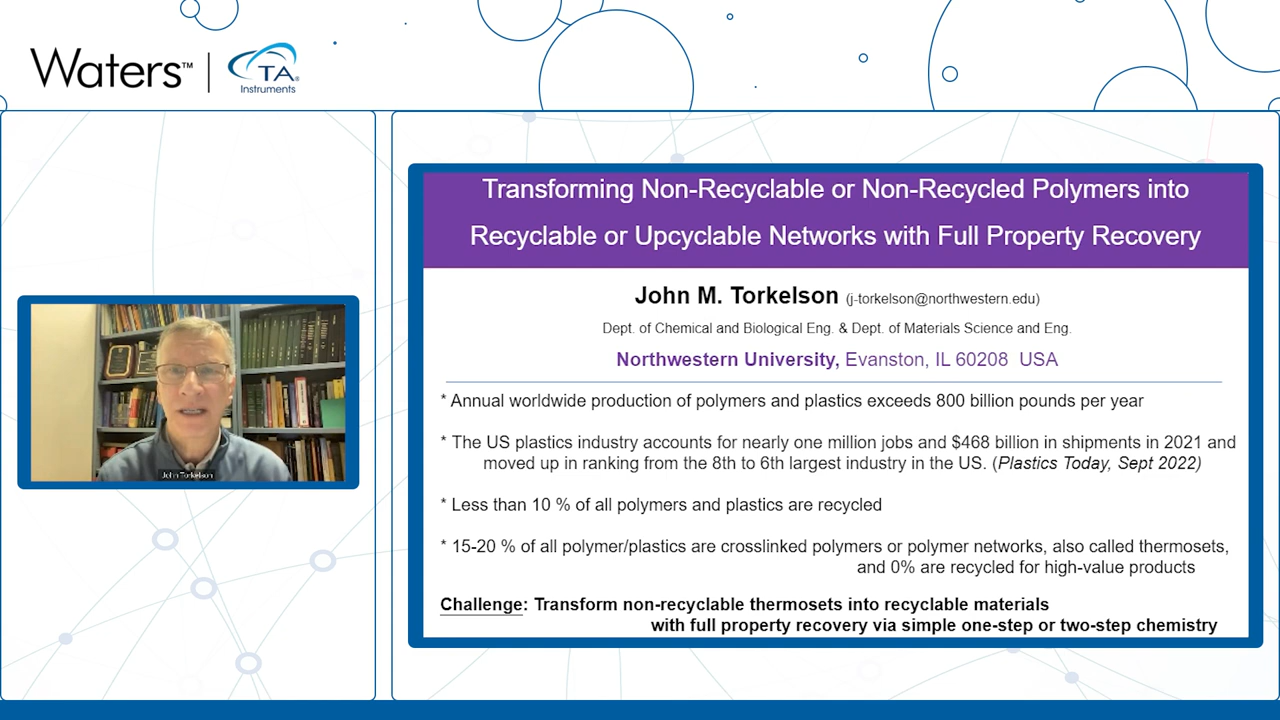 Waters™
TA®
Instruments
Transforming Non-Recyclable or Non-Recycled Polymers into
Recyclable or Upcyclable Networks with Full Property Recovery
John M. Torkelson (j-torkelson@northwestern.edu)
Dept. of Chemical and Biological Eng. & Dept. of Materials Science and Eng.
Northwestern University, Evanston, IL 60208 USA
* Annual worldwide production of polymers and plastics exceeds 800 billion pounds per year
* The US plastics industry accounts for nearly one million jobs and $468 billion in shipments in 2021 and
moved up in ranking from the 8th to 6th largest industry in the US. (Plastics Today, Sept 2022)
* Less than 10 % of all polymers and plastics are recycled
* 15-20 % of all polymer/plastics are crosslinked polymers or polymer networks, also called thermosets,
and 0% are recycled for high-value products
Challenge: Transform non-recyclable thermosets into recyclable materials
with full property recovery via simple one-step or two-step chemistry
John Torkelson